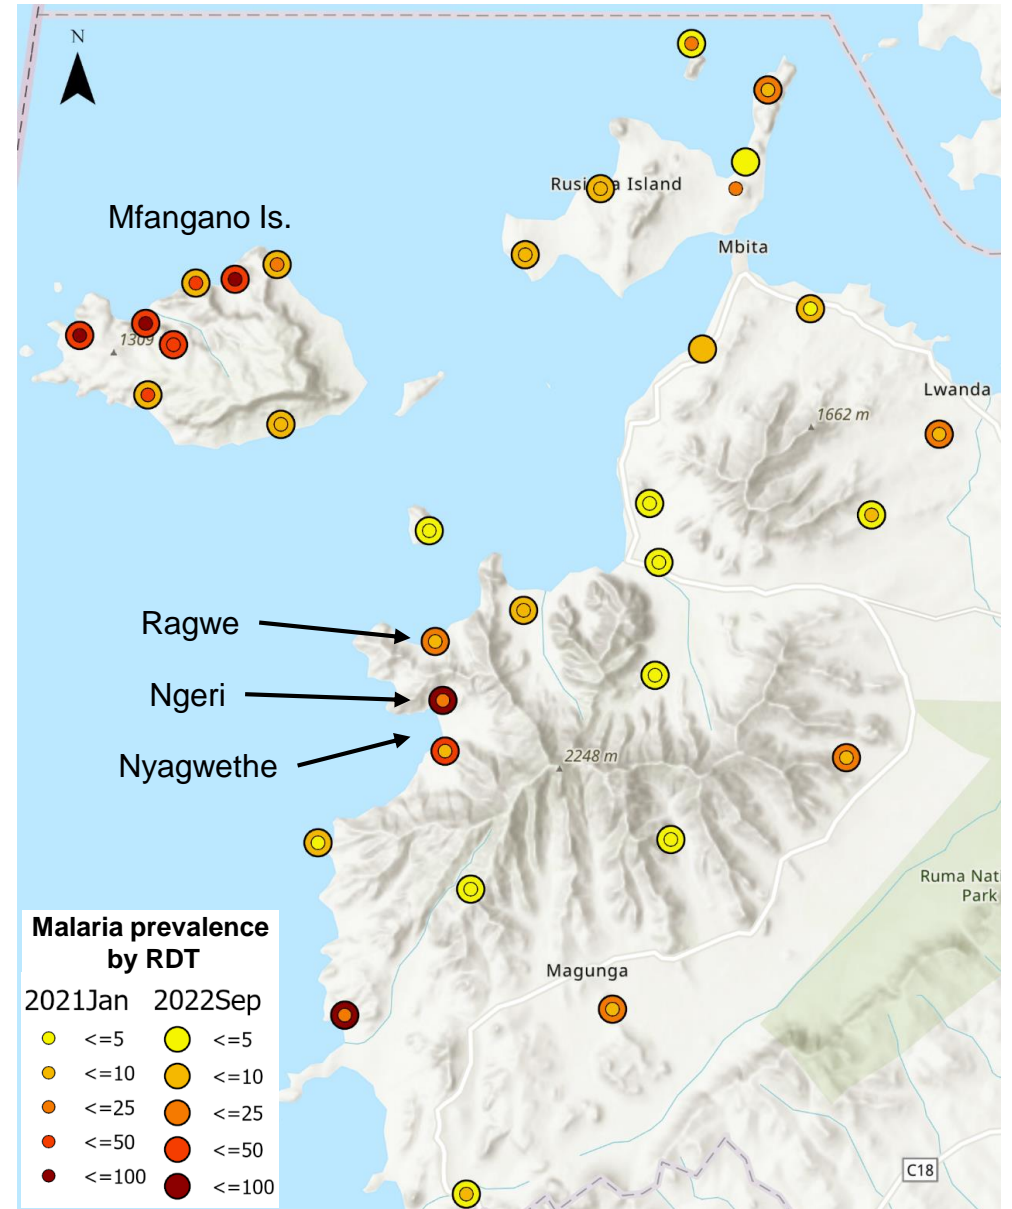 N
Rusi a Island
Mfangano Is.
Mbita
1309
Lwanda
1662 m
Ragwe
Ngeri
Nyagwethe
2248 m
Ruma Nati
Park
Malaria prevalence
by RDT
2021Jan 2022Sep
<=5 <=5
<=10 <=10
<=25 <=25
<=50 <=50
<=100 <=100
Magunga
C18